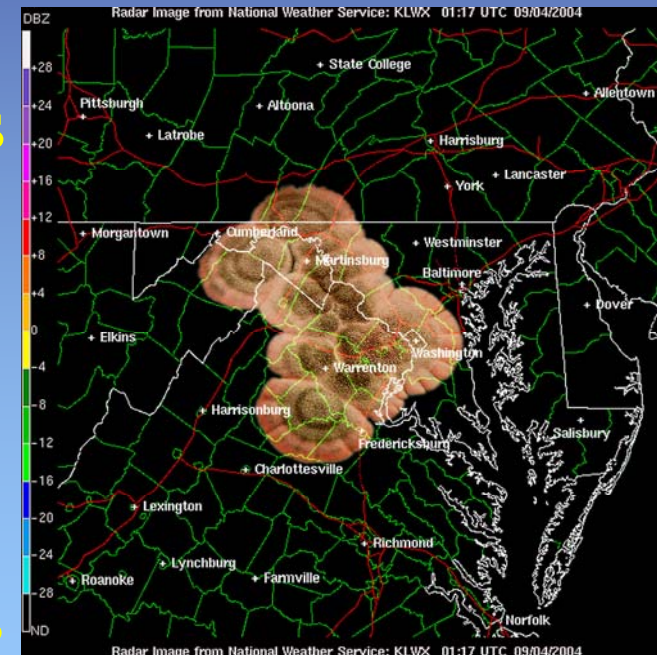 Radar Image from National Weather Service: KLWX 01:17 UTC 09/04/2004
DBZ
+28
+24
+20
+16
+12
+8
+4
0
-4
-8
-12
-16
-20
-24
-28
ND
State College
Pittsburgh
Altoona
Allentown
Latrobe
Harrisburg
Lancaster
York
Morgantown
Cumberland
Westminster
Martinsburg
Baltimore
Dover
Elkins
Washington
Warrenton
Harrisonburg
Fredericksburg
Salisbury
Charlottesville
Lexington
Richmond
Lynchburg
Roanoke
Farmville
Norfolk
Radar Image from National Weather Service: KLWX 01:17 UTC 09/04/2004